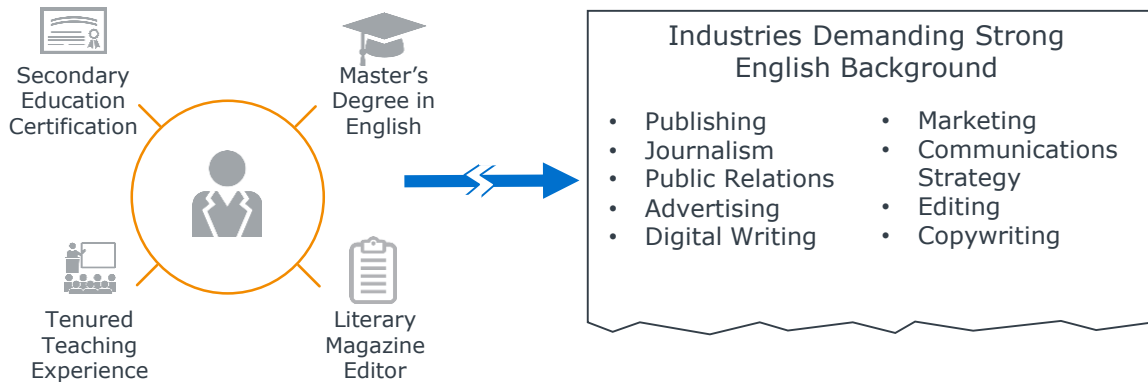 Secondary
Education
Certification
Master’s
Degree in
English
Tenured
Teaching
Experience
Literary
Magazine
Editor
Industries Demanding Strong
English Background
• Publishing
• Journalism
• Public Relations
• Advertising
• Digital Writing
• Marketing
• Communications
Strategy
• Editing
• Copywriting